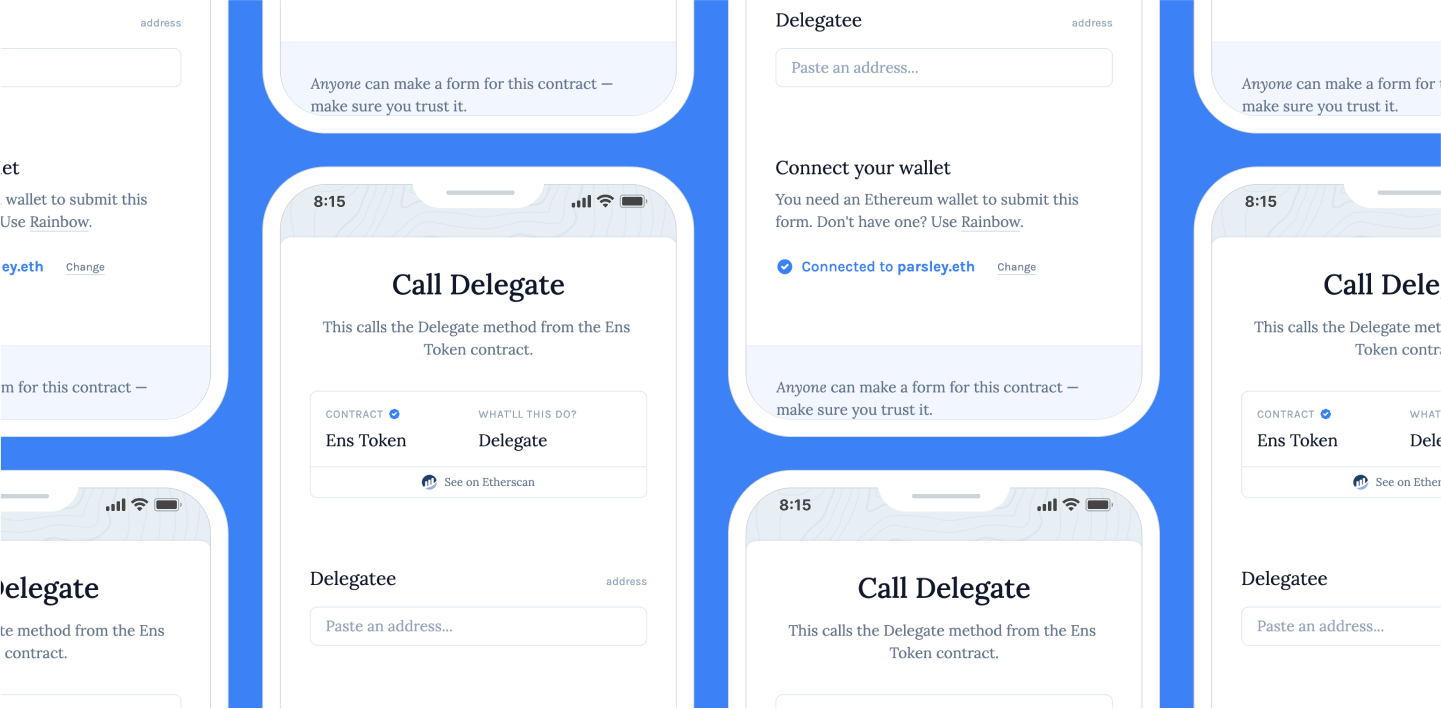 address
et
wallet to submit this
Use Rainbow.
ey.eth Change
m for this contract —
elegate
te method from the Ens
contract.
Anyone can make a form for this contract —
make sure you trust it.
8:15
Call Delegate
This calls the Delegate method from the Ens
Token contract.
CONTRACT WHAT'LL THIS DO?
Ens Token Delegate
See on Etherscan
Delegatee address
Paste an address...
Delegatee address
Paste an address...
Connect your wallet
You need an Ethereum wallet to submit this
form. Don't have one? Use Rainbow.
Connected to parsley.eth Change
Anyone can make a form for this contract —
make sure you trust it.
8:15
Call Delegate
This calls the Delegate method from the Ens
Token contract.
Anyone can make a form for
make sure you trust it.
8:15
Call Dele
This calls the Delegate met
Token contr
CONTRACT WHAT
Ens Token Dele
See on Ether
Delegatee
Paste an address...